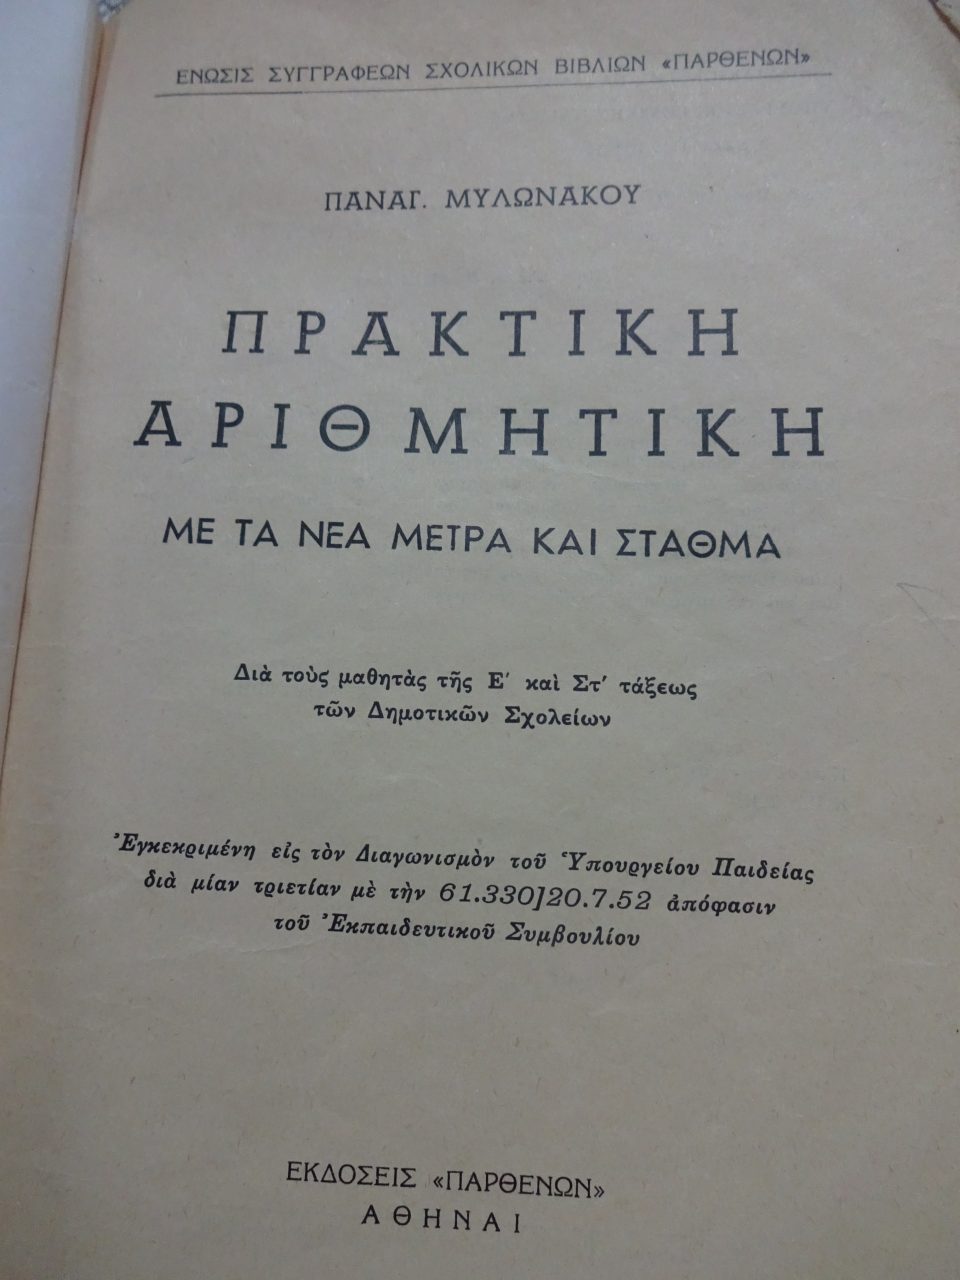 ΕΝΩΣΙΣ ΣΥΓΓΡΑΦΕΩΝ ΣΧΟΛΙΚΩΝ ΒΙΒΛΙΩΝ «ΠΑΡΘΕΝΩΝ»
ΠΑΝΑΓ. ΜΥΛΩΝΑΚΟΥ
ΠΡΑΚΤΙΚΗ
ΑΡΙΘΜΗΤΙΚΗ
ΜΕ ΤΑ ΝΕΑ ΜΕΤΡΑ ΚΑΙ ΣΤΑΘΜΑ
Διὰ τοὺς μαθητὰς τῆς Ε' καὶ Στ' τάξεως
τῶν Δημοτικῶν Σχολείων
Ἐγκεκριμένη εἰς τὸν Διαγωνισμὸν τοῦ Ὑπουργείου Παιδείας
διὰ μίαν τριετίαν μὲ τὴν 61.330]20.7.52 ἀπόφασιν
τοῦ Ἐκπαιδευτικοῦ Συμβουλίου
ΕΚΔΟΣΕΙΣ «ΠΑΡΘΕΝΩΝ»
ΑΘΗΝΑΙ